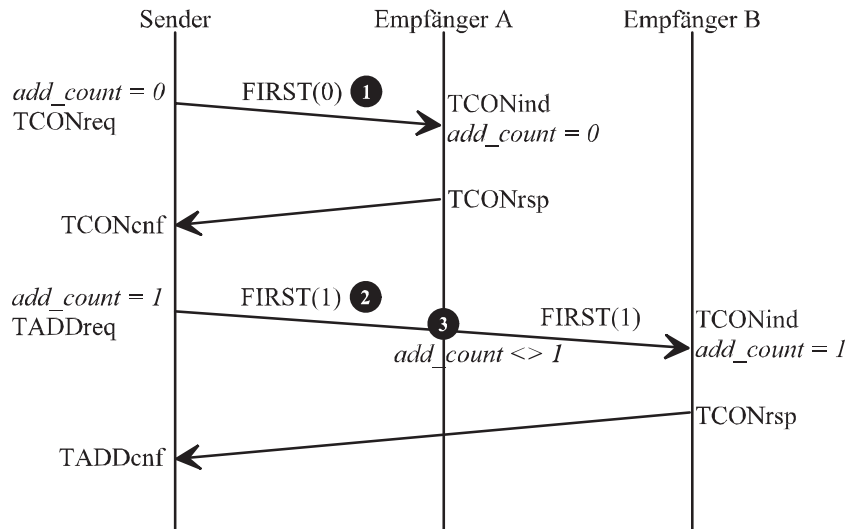 Sender Empfänger A Empfänger B
add_count = 0
TCONreq
FIRST(0) 1
TCONind
add_count = 0
TCONrsp
TCONcnf
add_count = 1
TADDreq
FIRST(1) 2
3
add_count <> 1
FIRST(1)
TCONind
add_count = 1
TCONrsp
TADDcnf